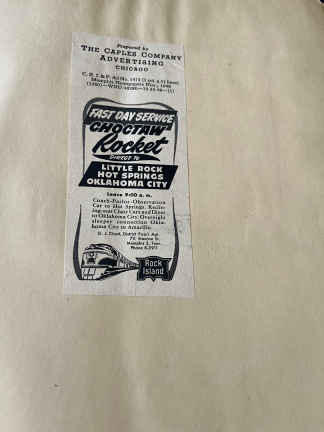 Prepared by
THE CAPLES COMPANY
ADVERTISING
CHICAGO
FAST DAY SERVICE
"CHOCTAW"
Rocket
DIRECT TO
LITTLE ROCK
HOT SPRINGS
OKLAHOMA CITY
Leave 9:00 a. m.
Coach-Parlor-Observation
Car to Hot Springs. Reclin-
ing seat Chair Cars and Diner
to Oklahoma City. Overnight
sleeper connection Okla-
homa City to Amarillo.
Rock
Island